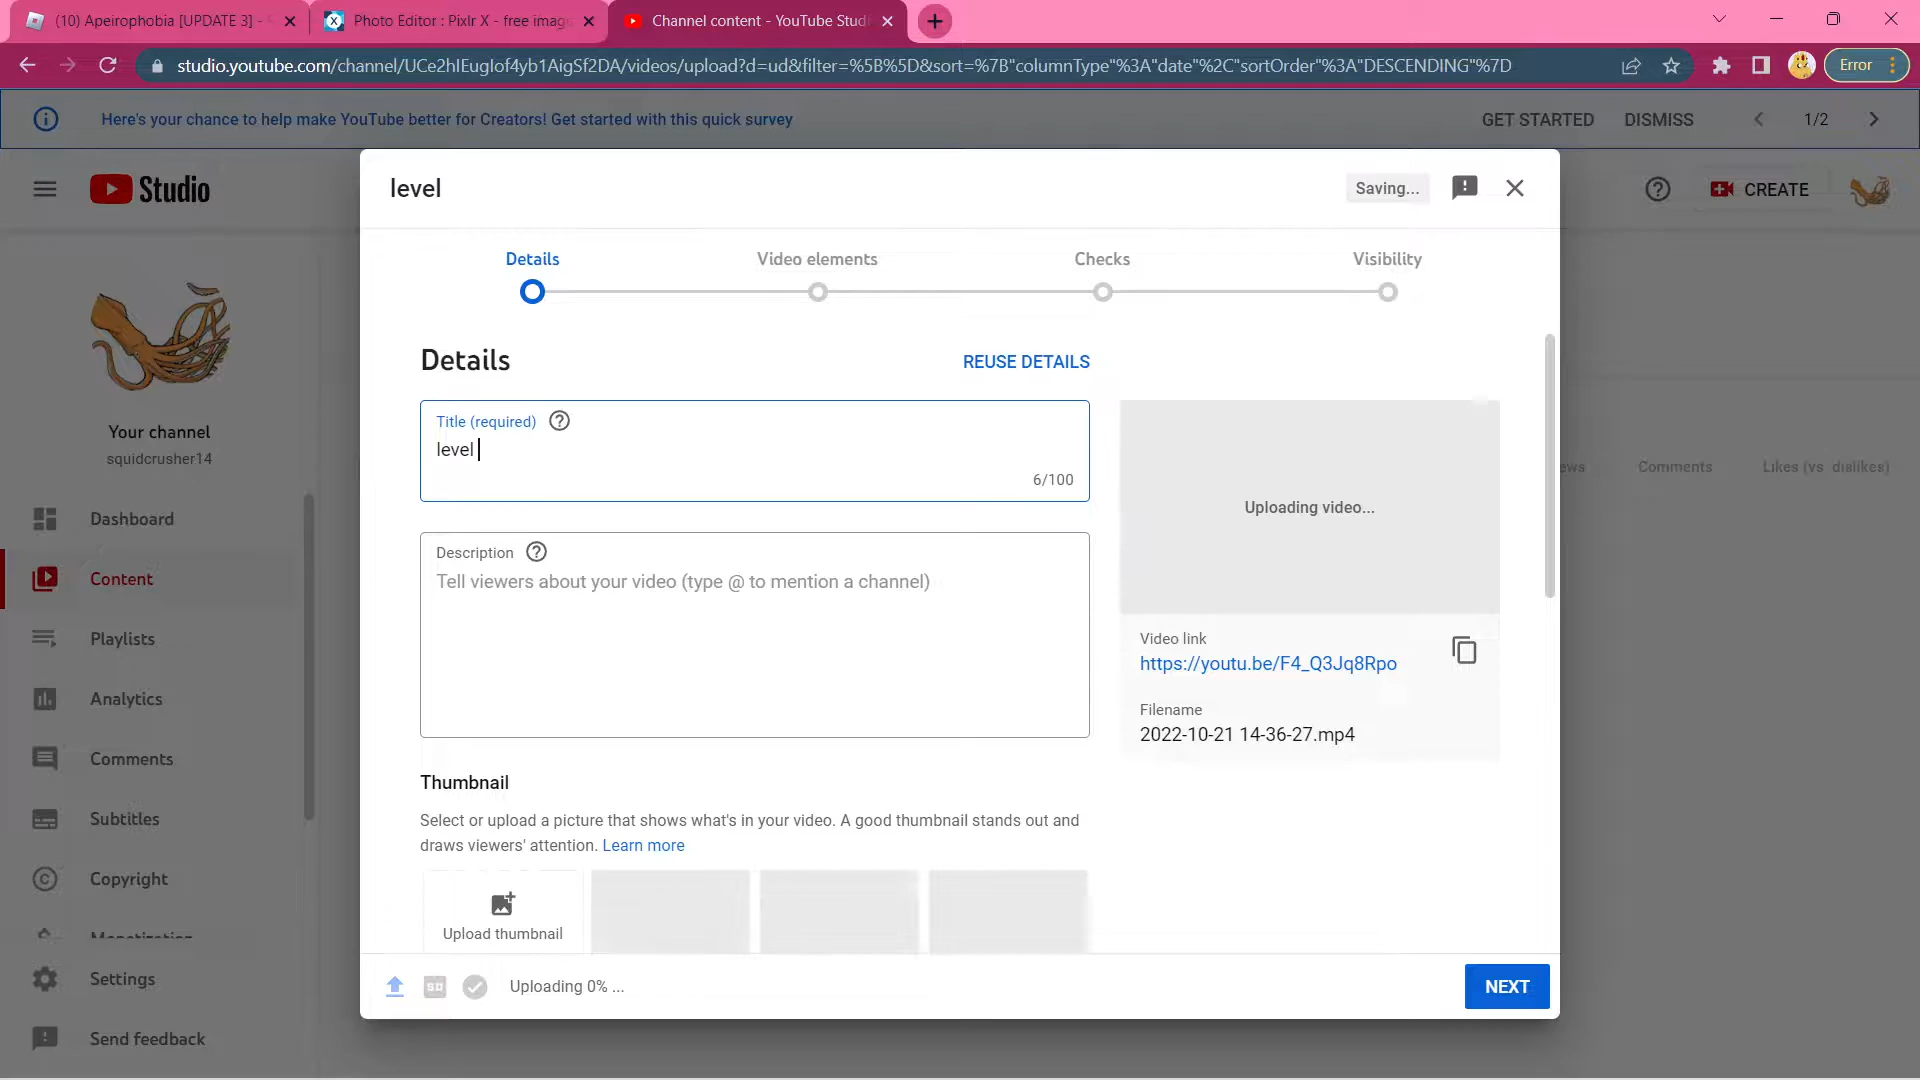 (10) Apeirophobia [UPDATE 3] -
Photo Editor : Pixlr X - free imag
Channel content - YouTube Stud
studio.youtube.com/channel/UCe2hIEugIof4yb1AigSf2DA/videos/upload?d=ud&filter=%5B%5D&sort=%7B"columnType"%3A"date"%2C"sortOrder"%3A"DESCENDING"%7D
Error
Here's your chance to help make YouTube better for Creators! Get started with this quick survey
GET STARTED
DISMISS
1/2
Studio
CREATE
level
Saving...
Details
Video elements
Checks
Visibility
Details
REUSE DETAILS
Title (required)
level
6/100
Description
Tell viewers about your video (type @ to mention a channel)
Uploading video...
Video link
https://youtu.be/F4_Q3Jq8Rpo
Filename
2022-10-21 14-36-27.mp4
Thumbnail
Select or upload a picture that shows what's in your video. A good thumbnail stands out and
draws viewers' attention. Learn more
Upload thumbnail
SD
Uploading 0% ...
NEXT
Your channel
squidcrusher14
Dashboard
Content
Playlists
Analytics
Comments
Subtitles
Copyright
Monetization
Settings
Send feedback
ews
Comments
Likes (vs. dislikes)